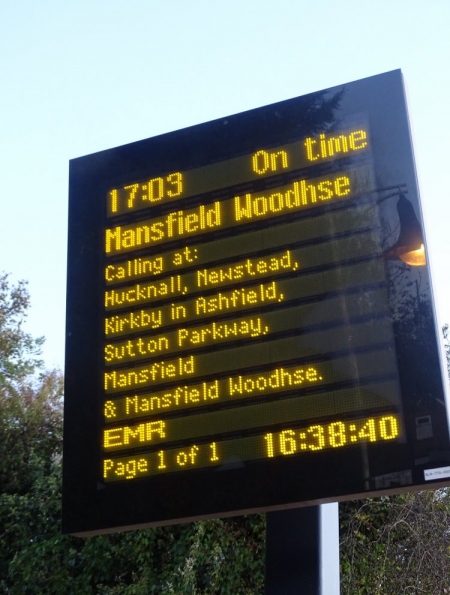 17:03 On time
Mansfield Woodhse
Calling at:
Hucknall, Newstead,
Kirkby in Ashfield,
Sutton Parkway,
Mansfield
& Mansfield Woodhse.
EMR
Page 1 of 1 16:38:40